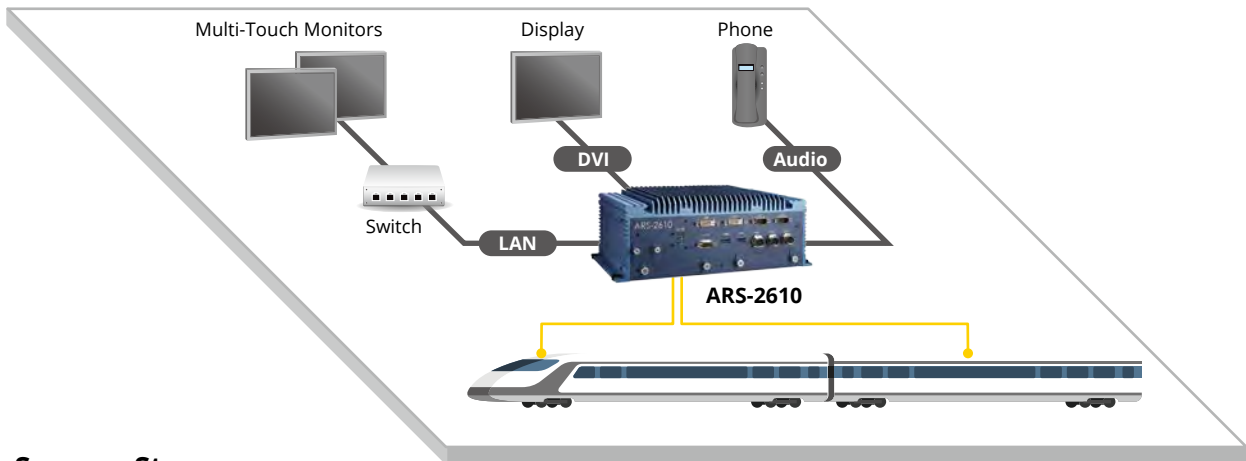 Multi-Touch Monitors
Display
Phone
DVI
Audio
ARS-2610
Switch
LAN
ARS-2610